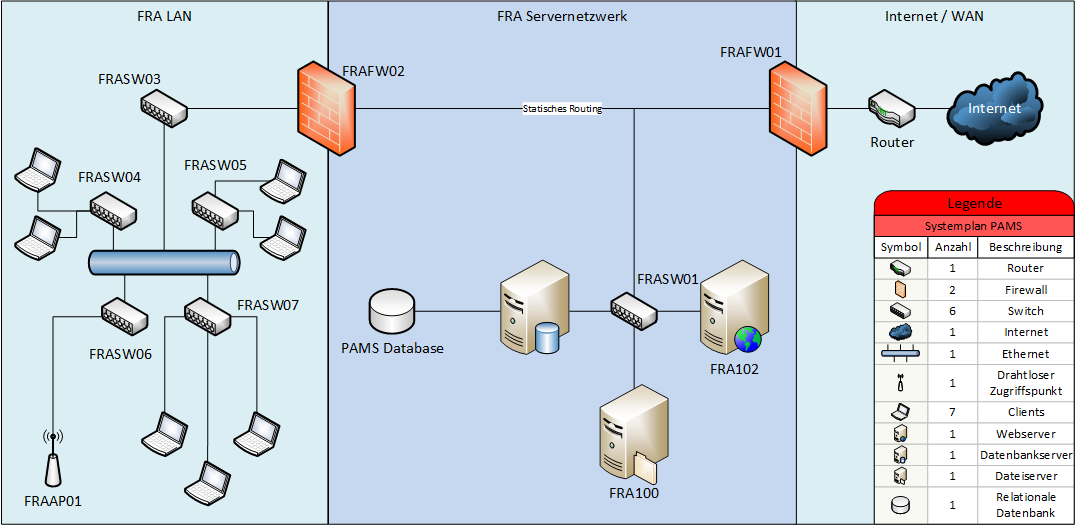 FRA LAN
FRA Servernetzwerk
Internet / WAN
FRAFW01
FRAFW02
FRASW03
Statisches Routing
Internet
Router
FRASW05
FRASW04
FRASW01
FRASW07
PAMS Database
FRASW06
FRA102
FRA100
FRAAP01
Legende
Systemplan PAMS
Symbol Anzahl Beschreibung
1 Router
2 Firewall
6 Switch
1 Internet
1 Ethernet
1 Drahtloser
Zugriffspunkt
7 Clients
1 Webserver
1 Datenbankserver
1 Dateiserver
1 Relationale
Datenbank